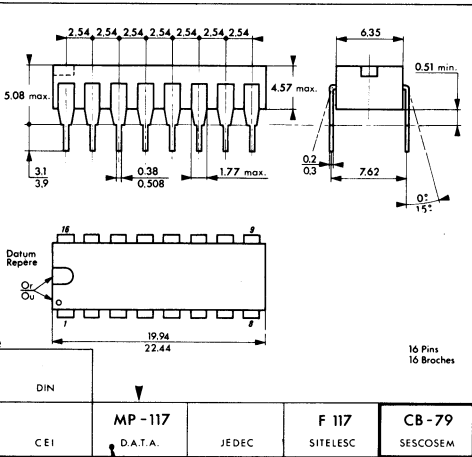 2.54 2.54 2.54 2.54 2.54 2.54 2.54
6.35
0.51 min.
5.08 max.
4.57 max.
3.1
3.9
0.38
0.508
1.77 max.
0.2
0.3
7.62
0°
15°
16
9
Datum
Repère
Or
Ou
1
8
19.94
22.44
16 Pins
16 Broches
DIN
MP-117
F 117
CB-79
CEI
D.A.T.A.
JEDEC
SITELESC
SESCOSEM